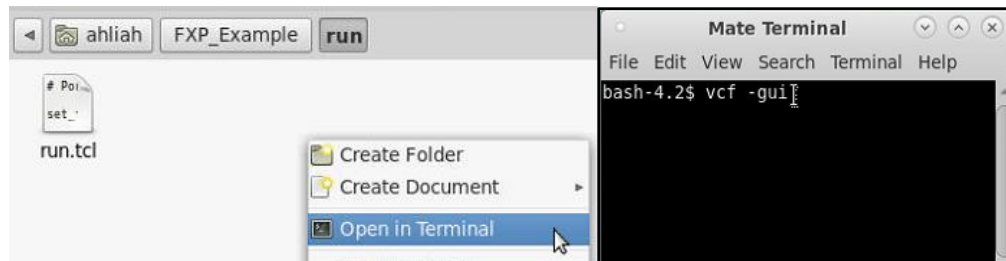 ahliah FXP_Example run
# Po
set_
run.tcl
Create Folder
Create Document
Open in Terminal
Mate Terminal
File Edit View Search Terminal Help
bash-4.2$ vcf -gui